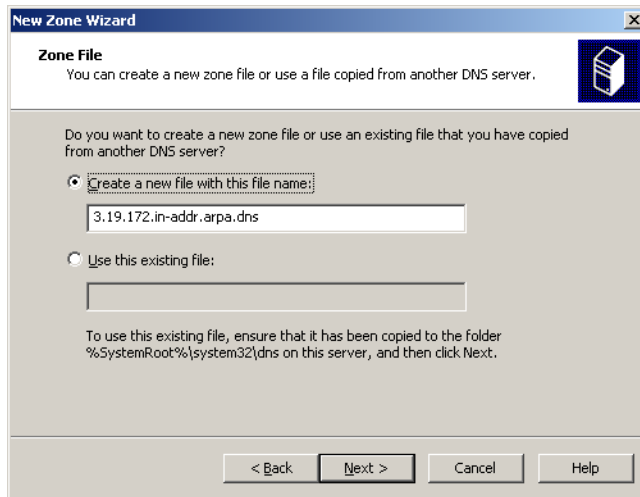 New Zone Wizard
Zone File
You can create a new zone file or use a file copied from another DNS server.
Do you want to create a new zone file or use an existing file that you have copied
from another DNS server?
Create a new file with this file name:
3.19.172.in-addr.arpa.dns
Use this existing file:
To use this existing file, ensure that it has been copied to the folder
%SystemRoot%\system32\dns on this server, and then click Next.
< Back Next > Cancel Help